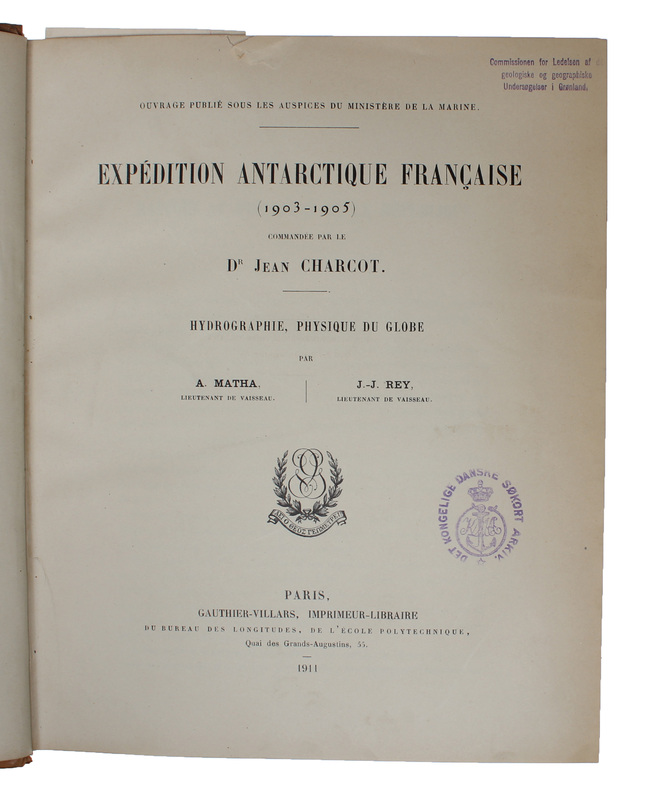 Commissionen for Ledelsen af
geologiske og geographiske
Undersøgelser i Grønland.
OUVRAGE PUBLIÉ SOUS LES AUSPICES DU MINISTÈRE DE LA MARINE.
EXPÉDITION ANTARCTIQUE FRANÇAISE
(1903-1905)
COMMANDÉE PAR LE
DR JEAN CHARCOT.
HYDROGRAPHIE, PHYSIQUE DU GLOBE
PAR
A. MATHA,
LIEUTENANT DE VAISSEAU.
J.-J. REY,
LIEUTENANT DE VAISSEAU.
DET KONGELIGE DANSKE SØKORT ARKIV.
PARIS,
GAUTHIER-VILLARS, IMPRIMEUR-LIBRAIRE
DU BUREAU DES LONGITUDES, DE L'ÉCOLE POLYTECHNIQUE,
Quai des Grands-Augustins, 55.
1911